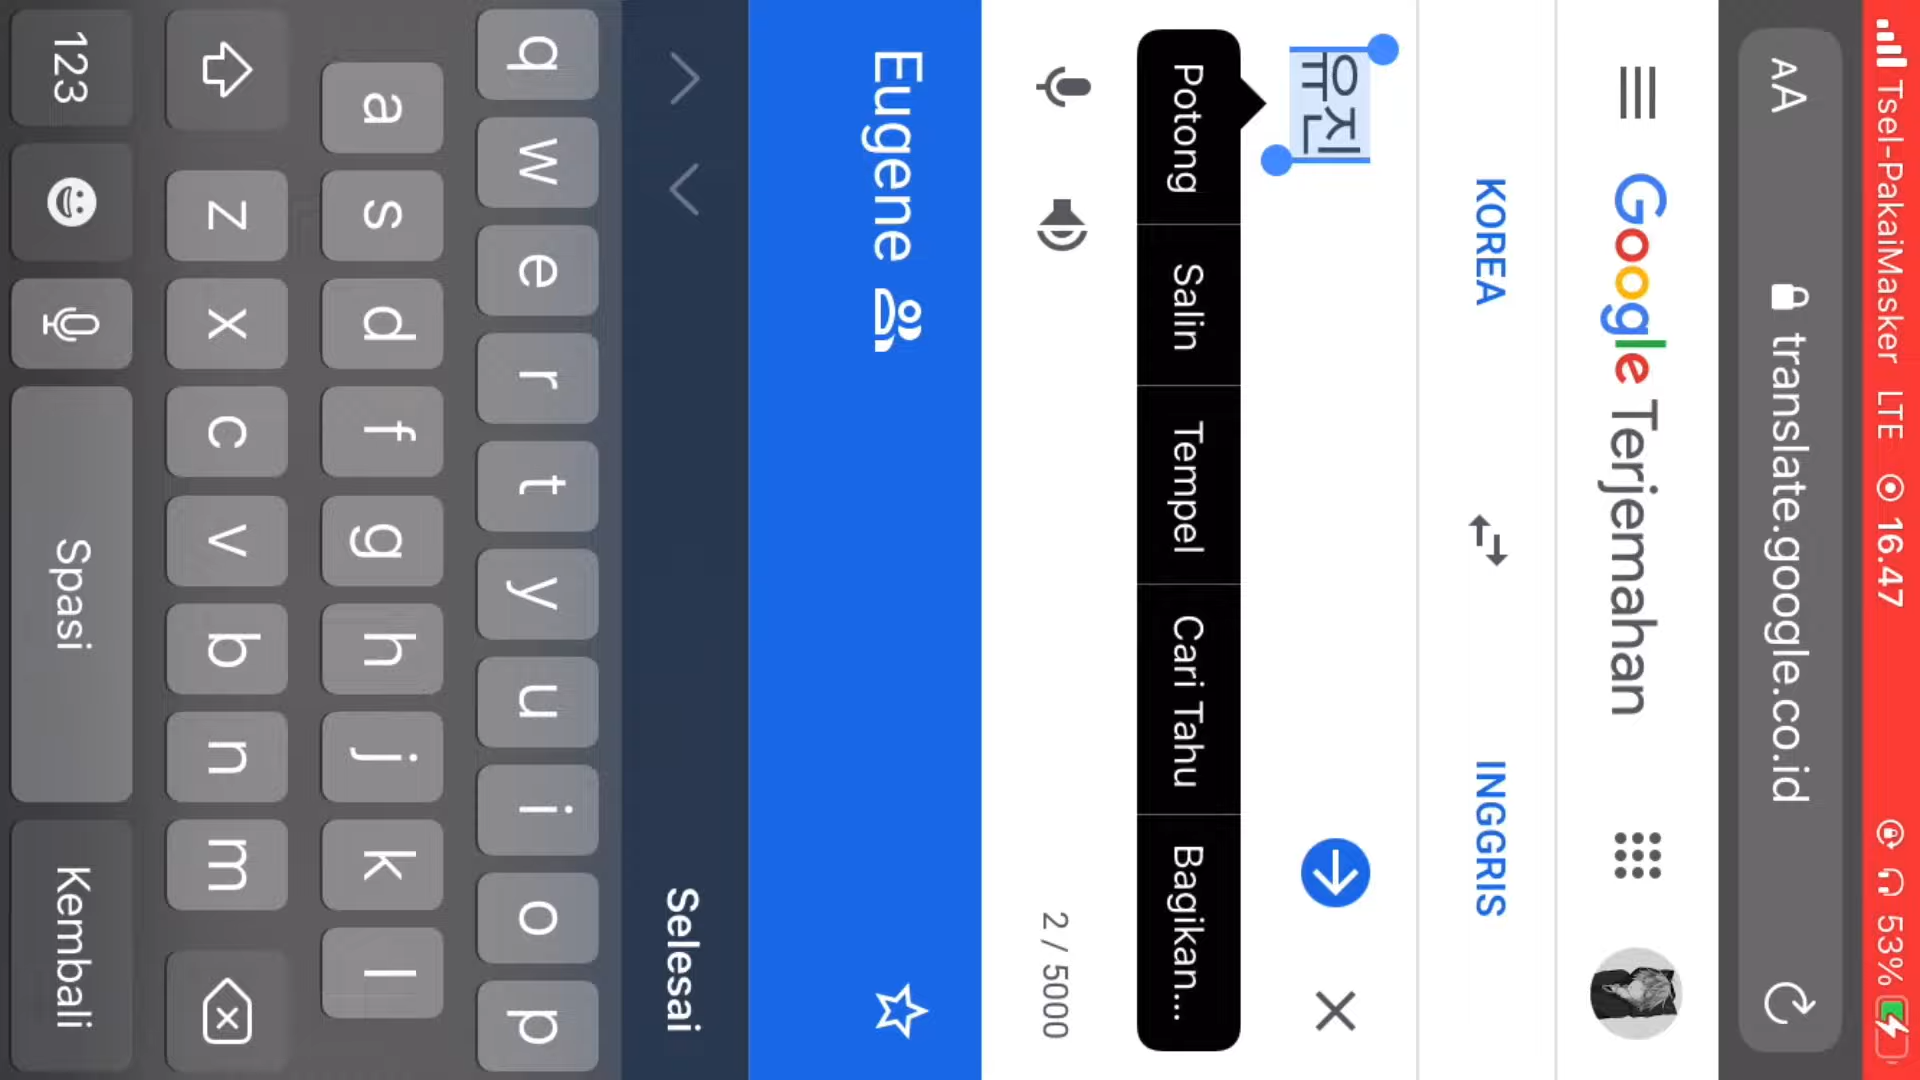 Tsel-PakaiMasker LTE 16.47 53%
AA translate.google.co.id
Google Terjemahan
KOREA INGGRIS
유진
Potong Salin Tempel Cari Tahu Bagikan...
2 / 5000
Eugene
Selesai
q w e r t y u i o p
a s d f g h j k l
z x c v b n m
123 Spasi Kembali